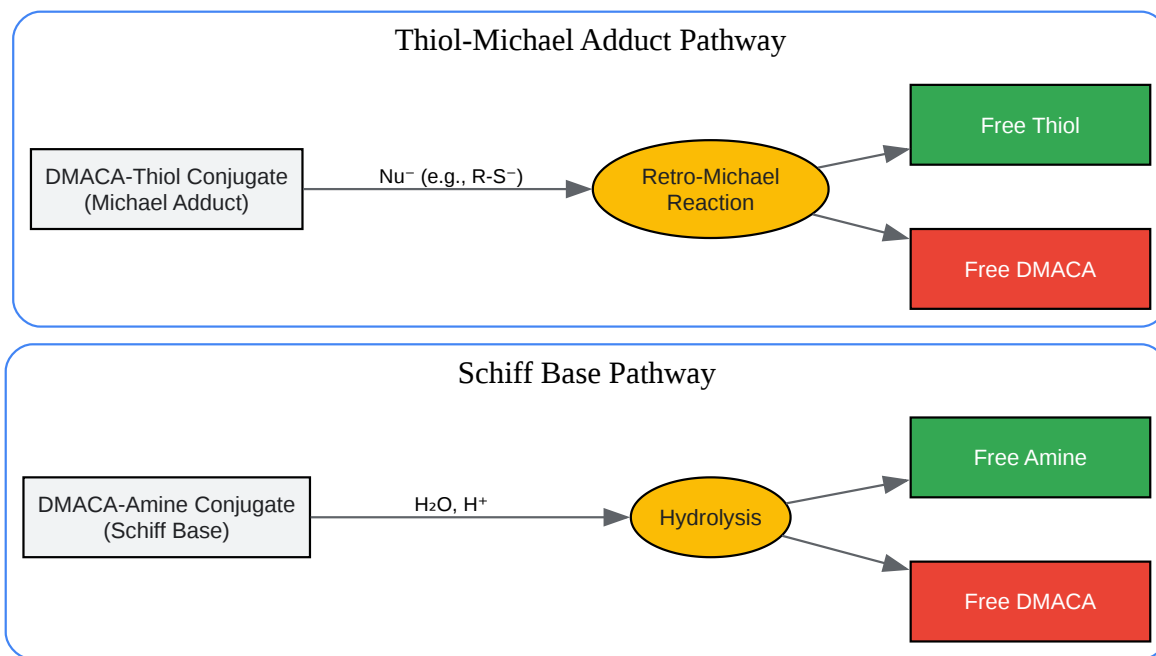 Thiol-Michael Adduct Pathway
DMACA-Thiol Conjugate
(Michael Adduct)
Nu⁻ (e.g., R-S⁻)
Retro-Michael
Reaction
Free Thiol
Free DMACA
Schiff Base Pathway
DMACA-Amine Conjugate
(Schiff Base)
H₂O, H⁺
Hydrolysis
Free Amine
Free DMACA